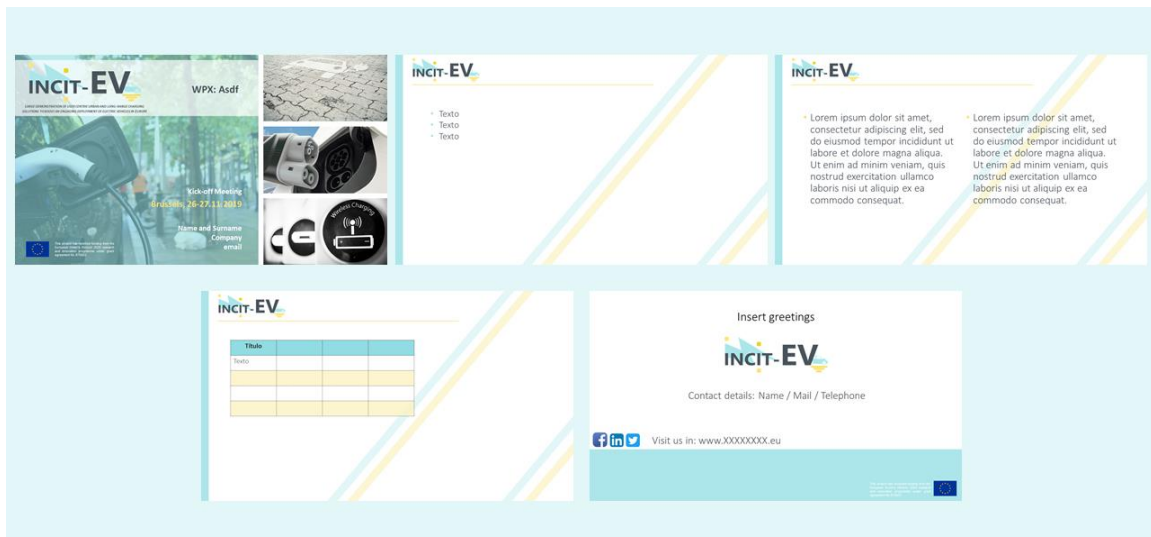 INCIT-EV
WPX: Asdf
Kick-off Meeting
Brussels, 26-27.11.2019
Name and Surname
Company
email
Wireless Charging
INCIT-EV
Texto
Texto
Texto
INCIT-EV
Lorem ipsum dolor sit amet,
consectetur adipiscing elit, sed
do eiusmod tempor incididunt ut
labore et dolore magna aliqua.
Ut enim ad minim veniam, quis
nostrud exercitation ullamco
laboris nisi ut aliquip ex ea
commodo consequat.
Lorem ipsum dolor sit amet,
consectetur adipiscing elit, sed
do eiusmod tempor incididunt ut
labore et dolore magna aliqua.
Ut enim ad minim veniam, quis
nostrud exercitation ullamco
laboris nisi ut aliquip ex ea
commodo consequat.
INCIT-EV
Título
Texto
Insert greetings
INCIT-EV
Contact details: Name / Mail / Telephone
Visit us in: www.XXXXXXXX.eu